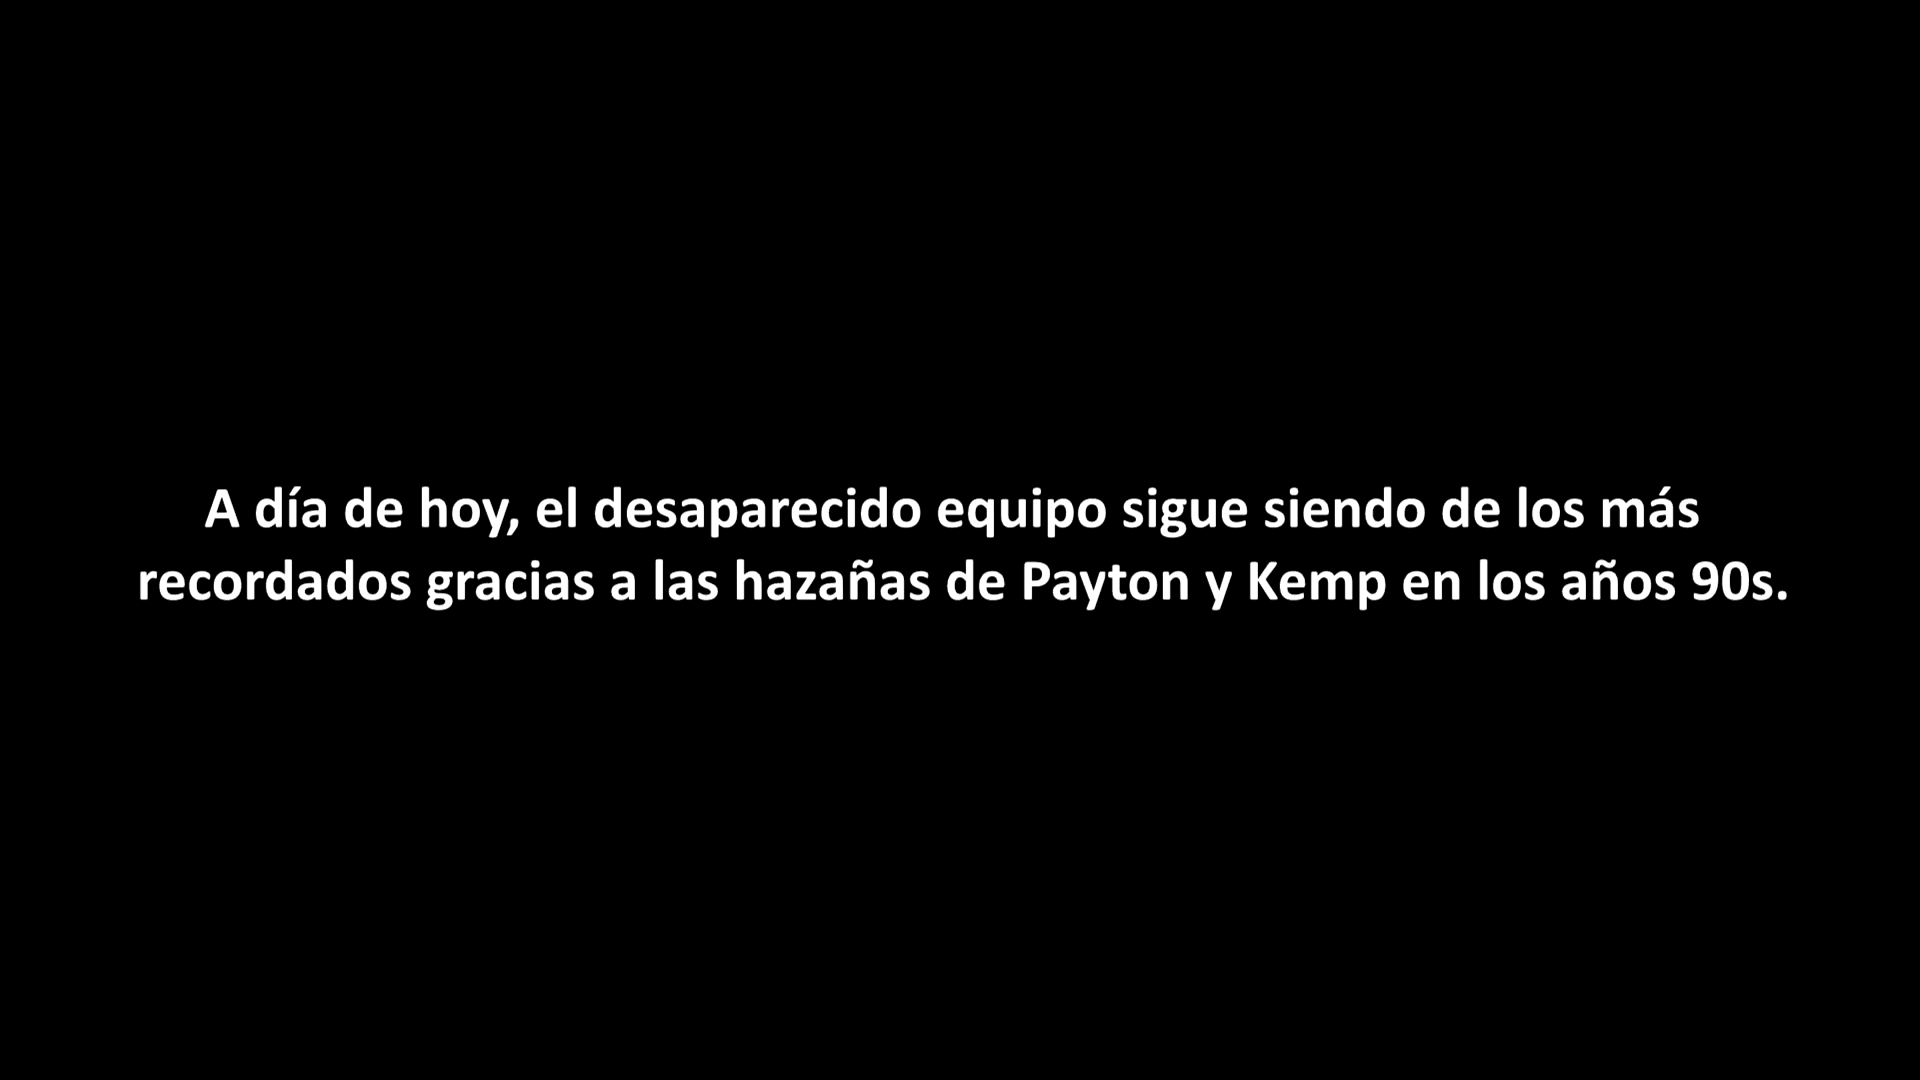 A día de hoy, el desaparecido equipo sigue siendo de los más
recordados gracias a las hazañas de Payton y Kemp en los años 90s.